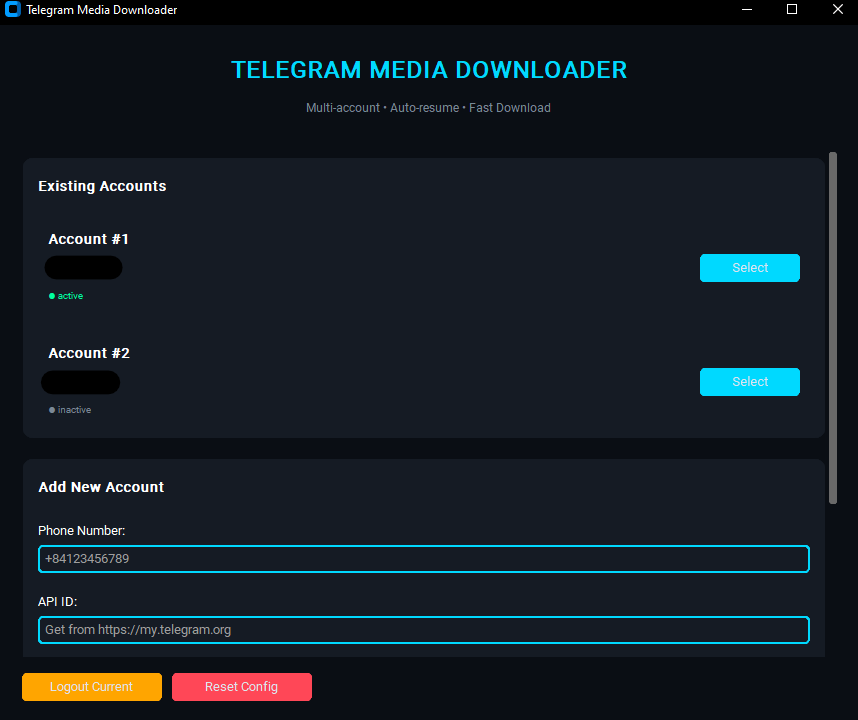 Telegram Media Downloader
TELEGRAM MEDIA DOWNLOADER
Multi-account • Auto-resume • Fast Download
Existing Accounts
Account #1
Select
● active
Account #2
Select
● inactive
Add New Account
Phone Number:
+84123456789
API ID:
Get from https://my.telegram.org
Logout Current
Reset Config